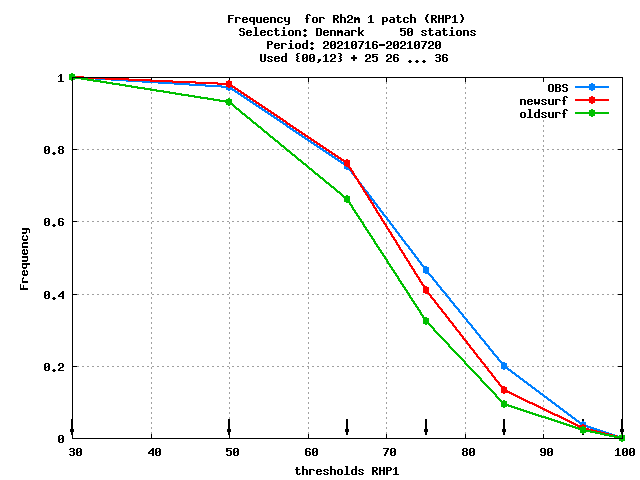 Frequency  for Rh2m 1 patch (RHP1)
Selection: Denmark     50 stations
Period: 20210716-20210720
Used {00,12} + 25 26 ... 36
OBS
newsurf
oldsurf
1
0.8
0.6
0.4
0.2
0
Frequency
30 40 50 60 70 80 90 100
thresholds RHP1